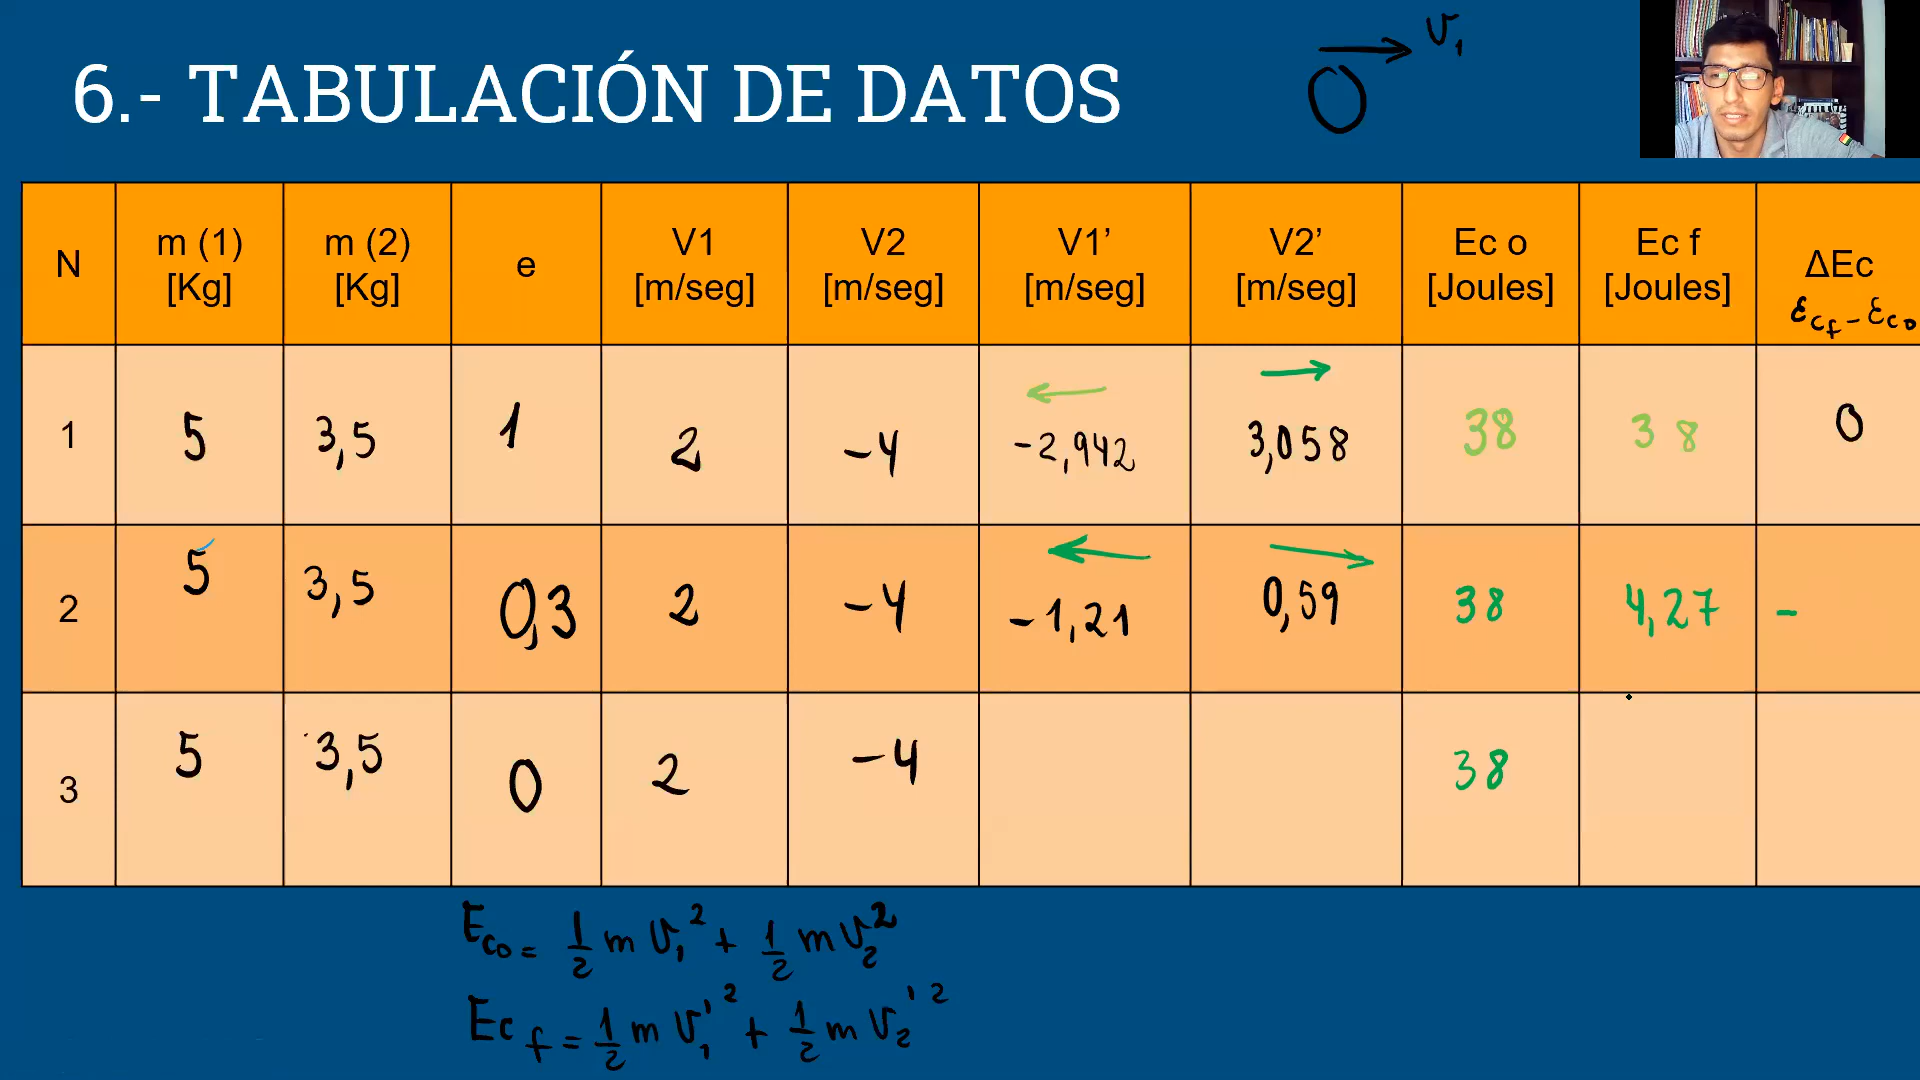 6.- TABULACIÓN DE DATOS
v₁
N m (1) [Kg] m (2) [Kg] e V1 [m/seg] V2 [m/seg] V1’ [m/seg] V2’ [m/seg] Ec o [Joules] Ec f [Joules] ΔEc Ecf - Eco
1 5 3,5 1 2 -4 -2,942 3,058 38 38 0
2 5 3,5 0,3 2 -4 -1,21 0,59 38 4,27 -
3 5 3,5 0 2 -4 38
Eco = 1/2 m v₁² + 1/2 m v₂²
Ec f = 1/2 m v₁'² + 1/2 m v₂'²